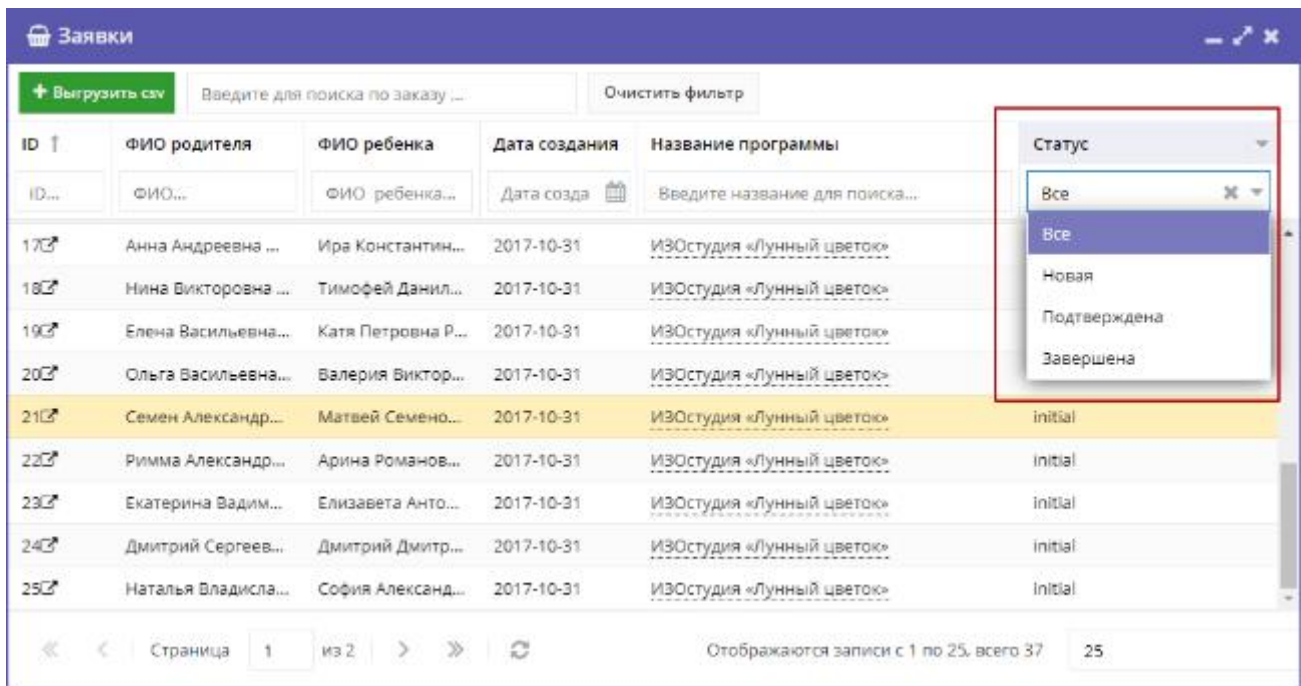 Заявки
+ Выгрузить csv Введите для поиска по заказу ... Очистить фильтр
ID ↑ ФИО родителя ФИО ребенка Дата создания Название программы Статус
ID... ФИО... ФИО ребенка... Дата созда Введите название для поиска... Все
Все
17 Анна Андреевна ... Ира Константин... 2017-10-31 ИЗОстудия «Лунный цветок»
Новая
18 Нина Викторовна ... Тимофей Данил... 2017-10-31 ИЗОстудия «Лунный цветок»
Подтверждена
19 Елена Васильевна... Катя Петровна Р... 2017-10-31 ИЗОстудия «Лунный цветок»
Завершена
20 Ольга Васильевна... Валерия Виктор... 2017-10-31 ИЗОстудия «Лунный цветок»
21 Семен Александр... Матвей Семено... 2017-10-31 ИЗОстудия «Лунный цветок» initial
22 Римма Александр... Арина Романов... 2017-10-31 ИЗОстудия «Лунный цветок» initial
23 Екатерина Вадим... Елизавета Анто... 2017-10-31 ИЗОстудия «Лунный цветок» initial
24 Дмитрий Сергеев... Дмитрий Дмитр... 2017-10-31 ИЗОстудия «Лунный цветок» initial
25 Наталья Владисла... София Александ... 2017-10-31 ИЗОстудия «Лунный цветок» initial
Страница 1 из 2 Отображаются записи с 1 по 25, всего 37 25